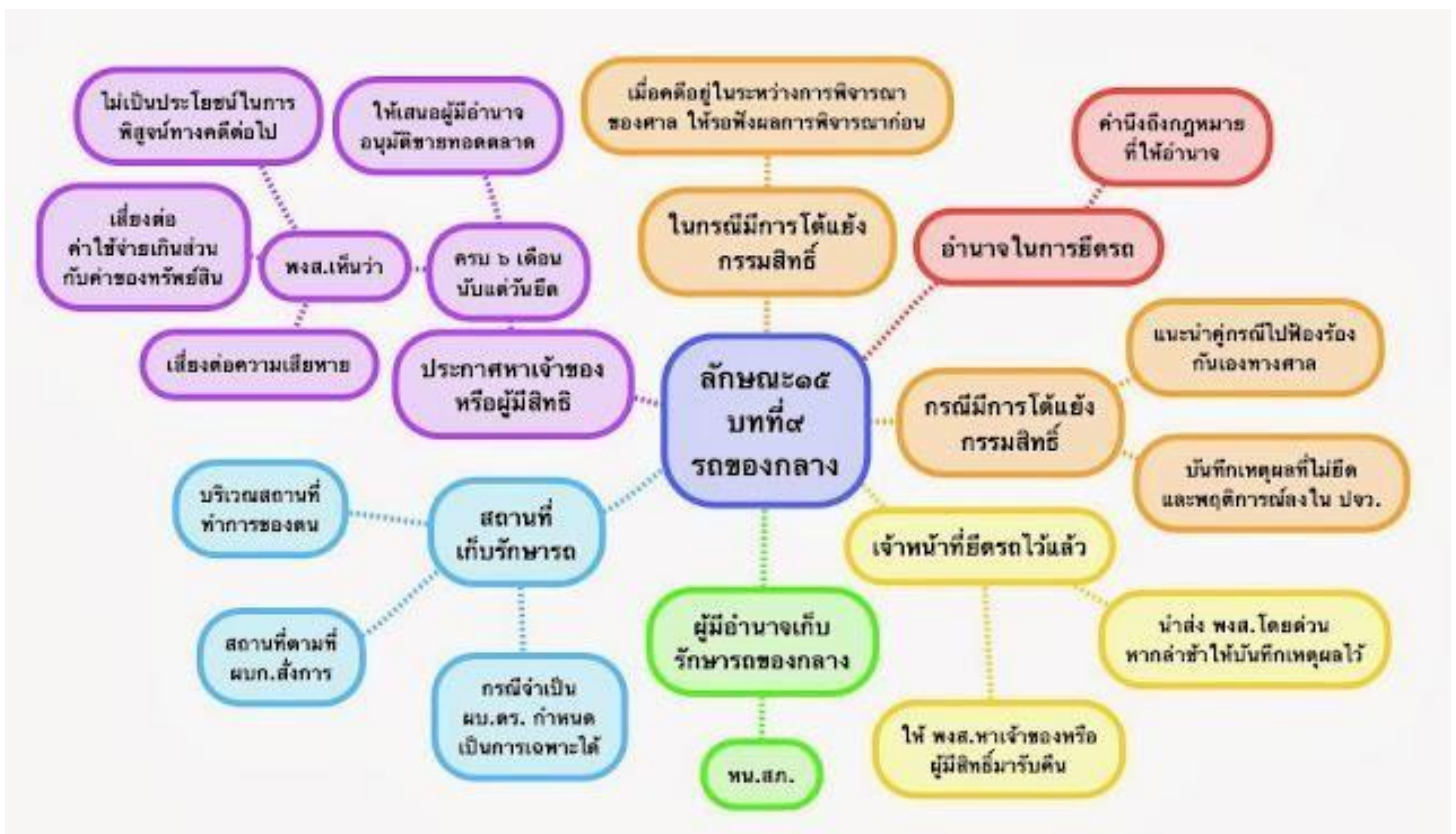 ไม่เป็นประโยชน์ในการ
พิสูจน์ทางคดีต่อไป
ให้เสนอผู้มีอำนาจ
อนุมัติขายทอดตลาด
เมื่อคดีอยู่ในระหว่างการพิจารณา
ของศาล ให้รอฟังผลการพิจารณาก่อน
คำนึงถึงกฎหมาย
ที่ให้อำนาจ
เสี่ยงต่อ
ค่าใช้จ่ายเกินส่วน
กับค่าของทรัพย์สิน
พงส.เห็นว่า
ครบ ๖ เดือน
นับแต่วันยึด
ในกรณีมีการโต้แย้ง
กรรมสิทธิ์
อำนาจในการยึดรถ
เสี่ยงต่อความเสียหาย
ประกาศหาเจ้าของ
หรือผู้มีสิทธิ
ลักษณะ๑๕
บทที่๙
รถของกลาง
กรณีมีการโต้แย้ง
กรรมสิทธิ์
แนะนำคู่กรณีไปฟ้องร้อง
กันเองทางศาล
บันทึกเหตุผลที่ไม่ยึด
และพฤติการณ์ลงใน ปจว.
บริเวณสถานที่
ทำการของตน
สถานที่
เก็บรักษารถ
เจ้าหน้าที่ยึดรถไว้แล้ว
สถานที่ตามที่
ผบก.สั่งการ
กรณีจำเป็น
ผบ.ตร. กำหนด
เป็นการเฉพาะได้
ผู้มีอำนาจเก็บ
รักษารถของกลาง
หน.สภ.
นำส่ง พงส.โดยด่วน
หากล่าช้าให้บันทึกเหตุผลไว้
ให้ พงส.หาเจ้าของหรือ
ผู้มีสิทธิ์มารับคืน